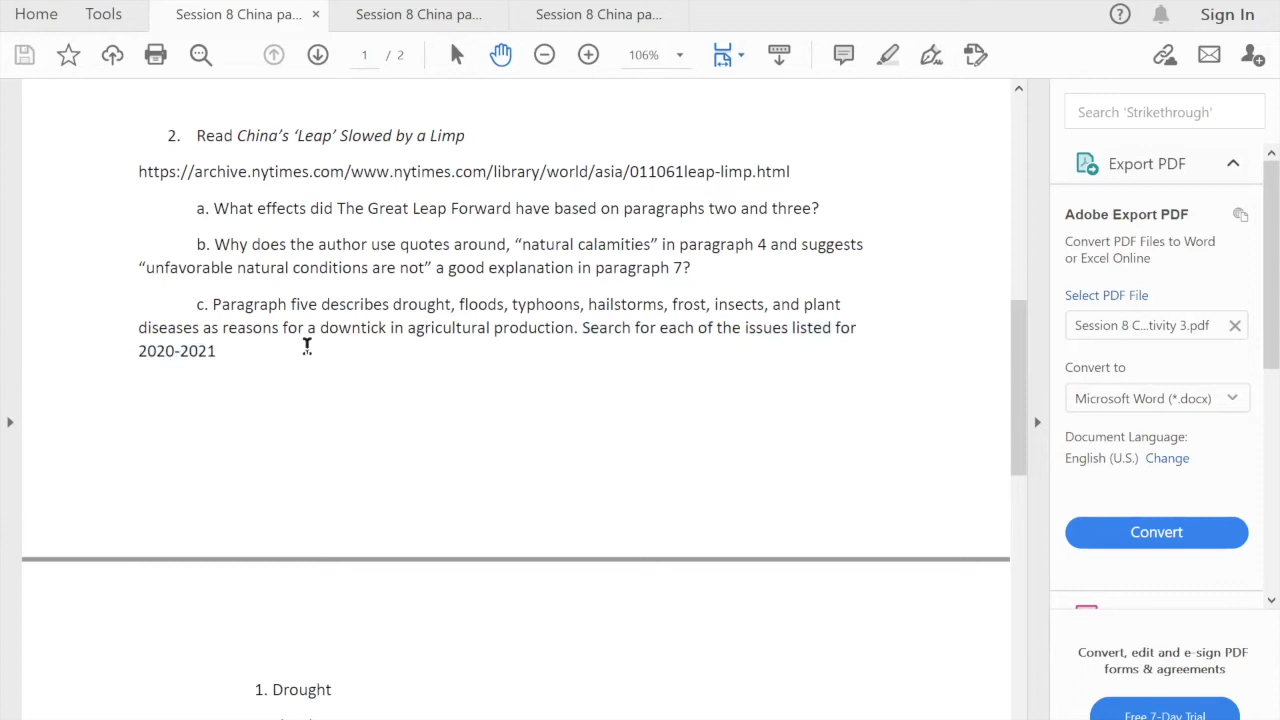 Home
Tools
Session 8 China pa... ×
Session 8 China pa...
Session 8 China pa...
Sign In
1 / 2
106%
2. Read China's 'Leap' Slowed by a Limp
https://archive.nytimes.com/www.nytimes.com/library/world/asia/011061leap-limp.html
a. What effects did The Great Leap Forward have based on paragraphs two and three?
b. Why does the author use quotes around, “natural calamities” in paragraph 4 and suggests
“unfavorable natural conditions are not” a good explanation in paragraph 7?
c. Paragraph five describes drought, floods, typhoons, hailstorms, frost, insects, and plant
diseases as reasons for a downtick in agricultural production. Search for each of the issues listed for
2020-2021
1. Drought
Search 'Strikethrough'
Export PDF
Adobe Export PDF
Convert PDF Files to Word
or Excel Online
Select PDF File
Session 8 C...tivity 3.pdf
Convert to
Microsoft Word (*.docx)
Document Language:
English (U.S.) Change
Convert
Convert, edit and e-sign PDF
forms & agreements
Free 7-Day Trial